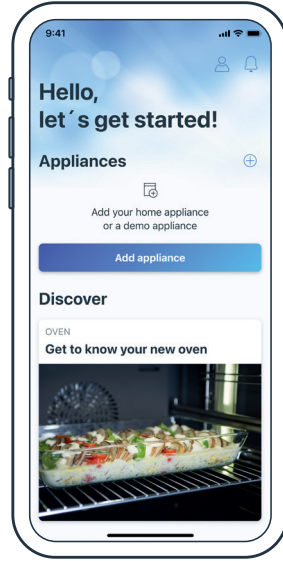 9:41
Hello,
let´s get started!
Appliances
Add your home appliance
or a demo appliance
Add appliance
Discover
OVEN
Get to know your new oven